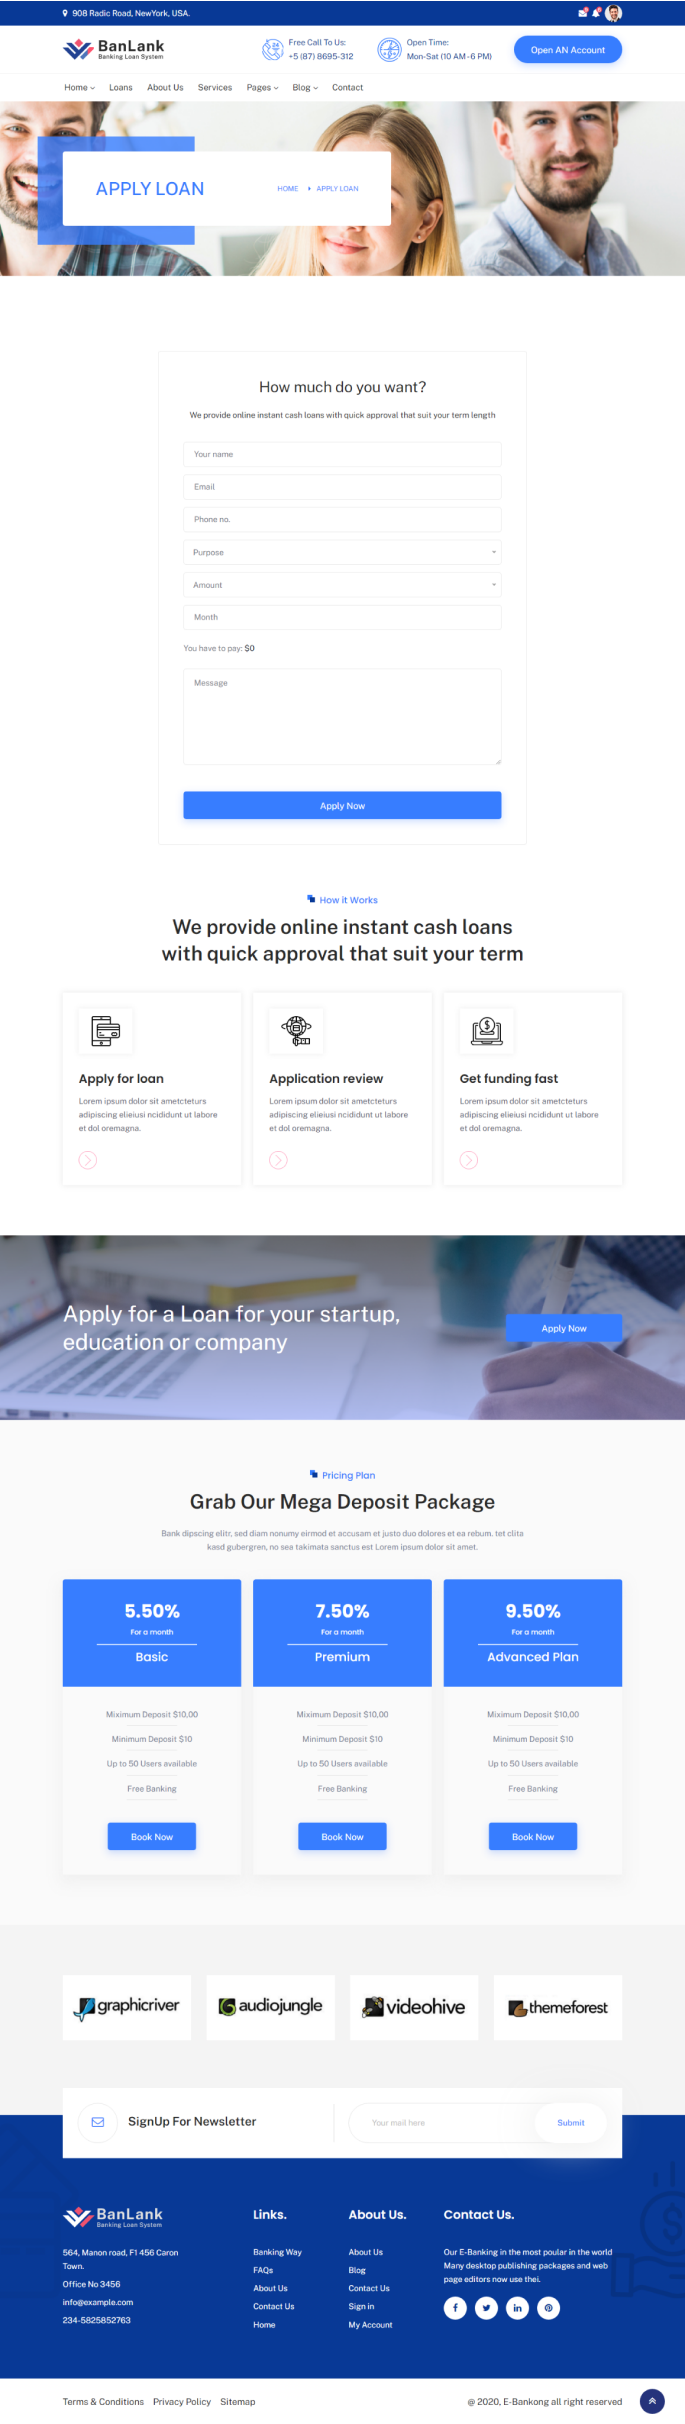 908 Radic Road, NewYork, USA.
BanLank
Banking Loan System
Free Call To Us:
+5 (87) 8695-312
Open Time:
Mon-Sat (10 AM - 6 PM)
Open AN Account
Home
Loans
About Us
Services
Pages
Blog
Contact
APPLY LOAN
HOME
APPLY LOAN
How much do you want?
We provide online instant cash loans with quick approval that suit your term length
Your name
Email
Phone no.
Purpose
Amount
Month
You have to pay: $0
Message
Apply Now
How it Works
We provide online instant cash loans
with quick approval that suit your term
Apply for loan
Lorem ipsum dolor sit ametcteturs
adipiscing elieiusi ncididunt ut labore
et dol oremagna.
Application review
Lorem ipsum dolor sit ametcteturs
adipiscing elieiusi ncididunt ut labore
et dol oremagna.
Get funding fast
Lorem ipsum dolor sit ametcteturs
adipiscing elieiusi ncididunt ut labore
et dol oremagna.
Apply for a Loan for your startup,
education or company
Apply Now
Pricing Plan
Grab Our Mega Deposit Package
Bank dipscing elitr, sed diam nonumy eirmod et accusam et justo duo dolores et ea rebum. tet clita
kasd gubergren, no sea takimata sanctus est Lorem ipsum dolor sit amet.
5.50%
For a month
Basic
Miximum Deposit $10,00
Minimum Deposit $10
Up to 50 Users available
Free Banking
Book Now
7.50%
For a month
Premium
Miximum Deposit $10,00
Minimum Deposit $10
Up to 50 Users available
Free Banking
Book Now
9.50%
For a month
Advanced Plan
Miximum Deposit $10,00
Minimum Deposit $10
Up to 50 Users available
Free Banking
Book Now
graphicriver
audiojungle
videohive
themeforest
SignUp For Newsletter
Your mail here
Submit
BanLank
Banking Loan System
564, Manon road, F1 456 Caron
Town.
Office No 3456
info@example.com
234-5825852763
Links.
Banking Way
FAQs
About Us
Contact Us
Home
About Us.
About Us
Blog
Contact Us
Sign in
My Account
Contact Us.
Our E-Banking in the most poular in the world
Many desktop publishing packages and web
page editors now use thei.
Terms & Conditions
Privacy Policy
Sitemap
@ 2020, E-Bankong all right reserved